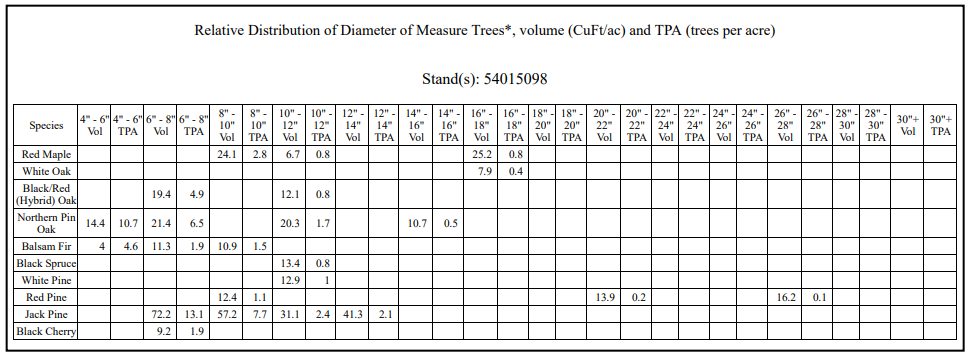 Relative Distribution of Diameter of Measure Trees*, volume (CuFt/ac) and TPA (trees per acre)
Stand(s): 54015098
Species 4" - 6" Vol 4" - 6" TPA 6" - 8" Vol 6" - 8" TPA 8" - 10" Vol 8" - 10" TPA 10" - 12" Vol 10" - 12" TPA 12" - 14" Vol 12" - 14" TPA 14" - 16" Vol 14" - 16" TPA 16" - 18" Vol 16" - 18" TPA 18" - 20" Vol 18" - 20" TPA 20" - 22" Vol 20" - 22" TPA 22" - 24" Vol 22" - 24" TPA 24" - 26" Vol 24" - 26" TPA 26" - 28" Vol 26" - 28" TPA 28" - 30" Vol 28" - 30" TPA 30"+ Vol 30"+ TPA
Red Maple 24.1 2.8 6.7 0.8 25.2 0.8
White Oak 7.9 0.4
Black/Red (Hybrid) Oak 19.4 4.9 12.1 0.8
Northern Pin Oak 14.4 10.7 21.4 6.5 20.3 1.7 10.7 0.5
Balsam Fir 4 4.6 11.3 1.9 10.9 1.5
Black Spruce 13.4 0.8
White Pine 12.9 1
Red Pine 12.4 1.1 13.9 0.2 16.2 0.1
Jack Pine 72.2 13.1 57.2 7.7 31.1 2.4 41.3 2.1
Black Cherry 9.2 1.9